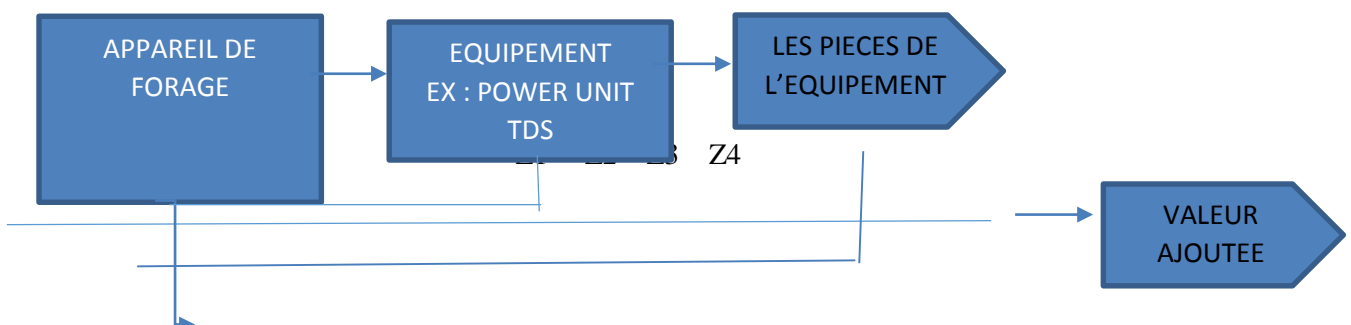 APPAREIL DE
FORAGE
EQUIPEMENT
EX : POWER UNIT
TDS
LES PIECES DE
L’EQUIPEMENT
Z4
VALEUR
AJOUTEE